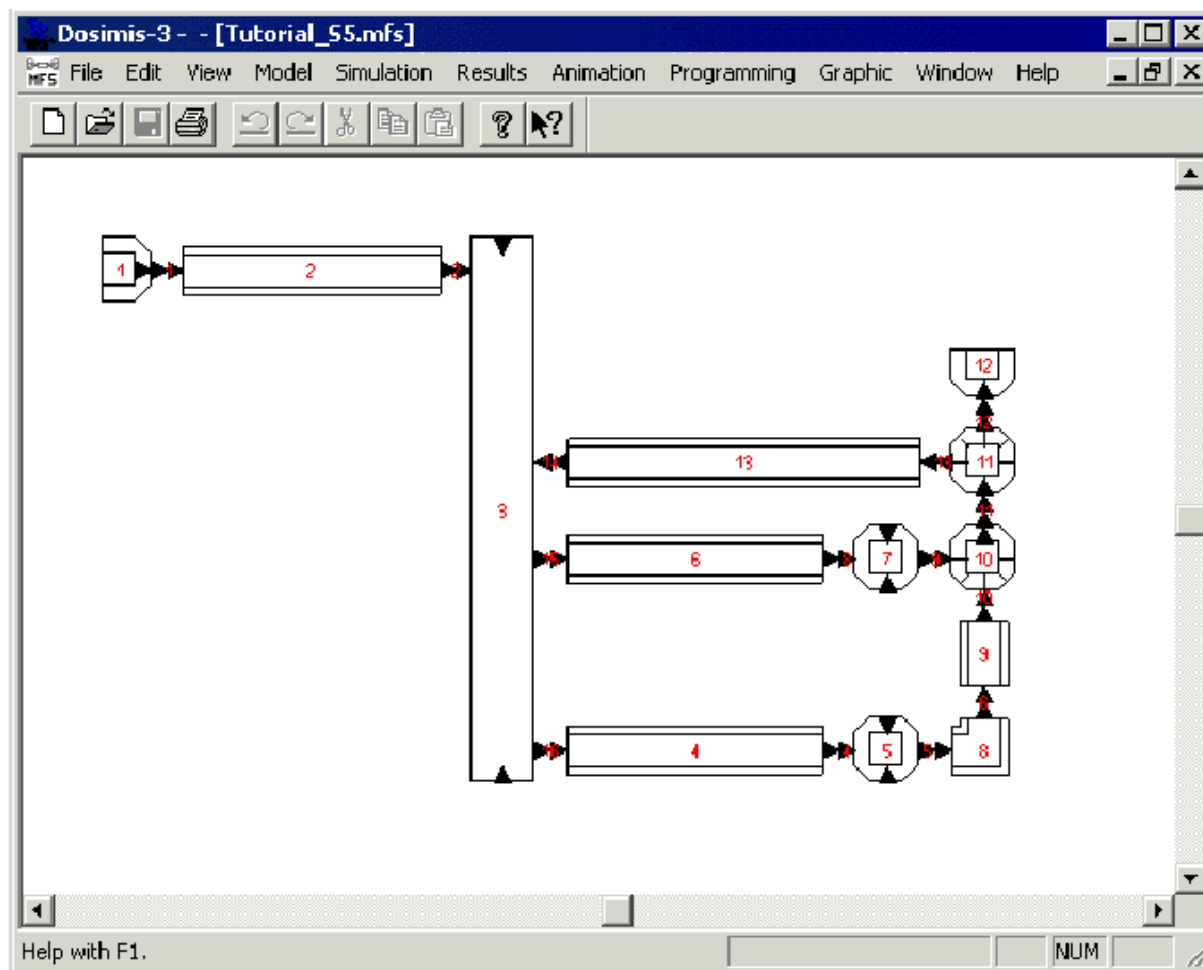 Dosimis-3 - - [Tutorial_S5.mfs]
MFS File Edit View Model Simulation Results Animation Programming Graphic Window Help
1 2
12
13 11
3
6 7 10
9
4 5 8
Help with F1. NUM